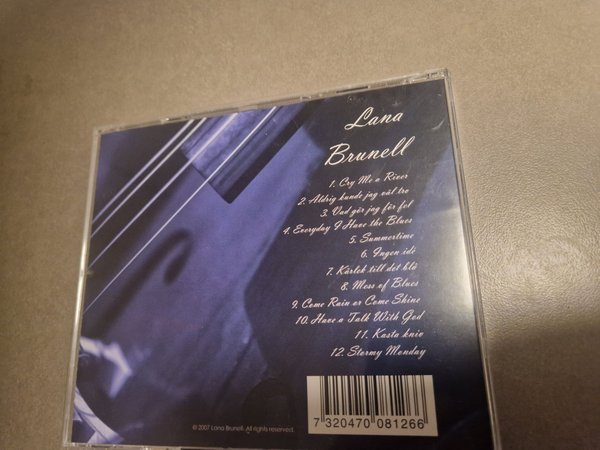 Lana
Brunell
1. Cry Me a River
2. Aldrig kunde jag väl tro
3. Vad gör jag för fel
4. Everyday I Have the Blues
5. Summertime
6. Ingen idé
7. Kärlek till det blå
8. Mess of Blues
9. Come Rain or Come Shine
10. Have a Talk With God
11. Kasta kniv
12. Stormy Monday
© 2007 Lana Brunell. All rights reserved.
7 320470 081266